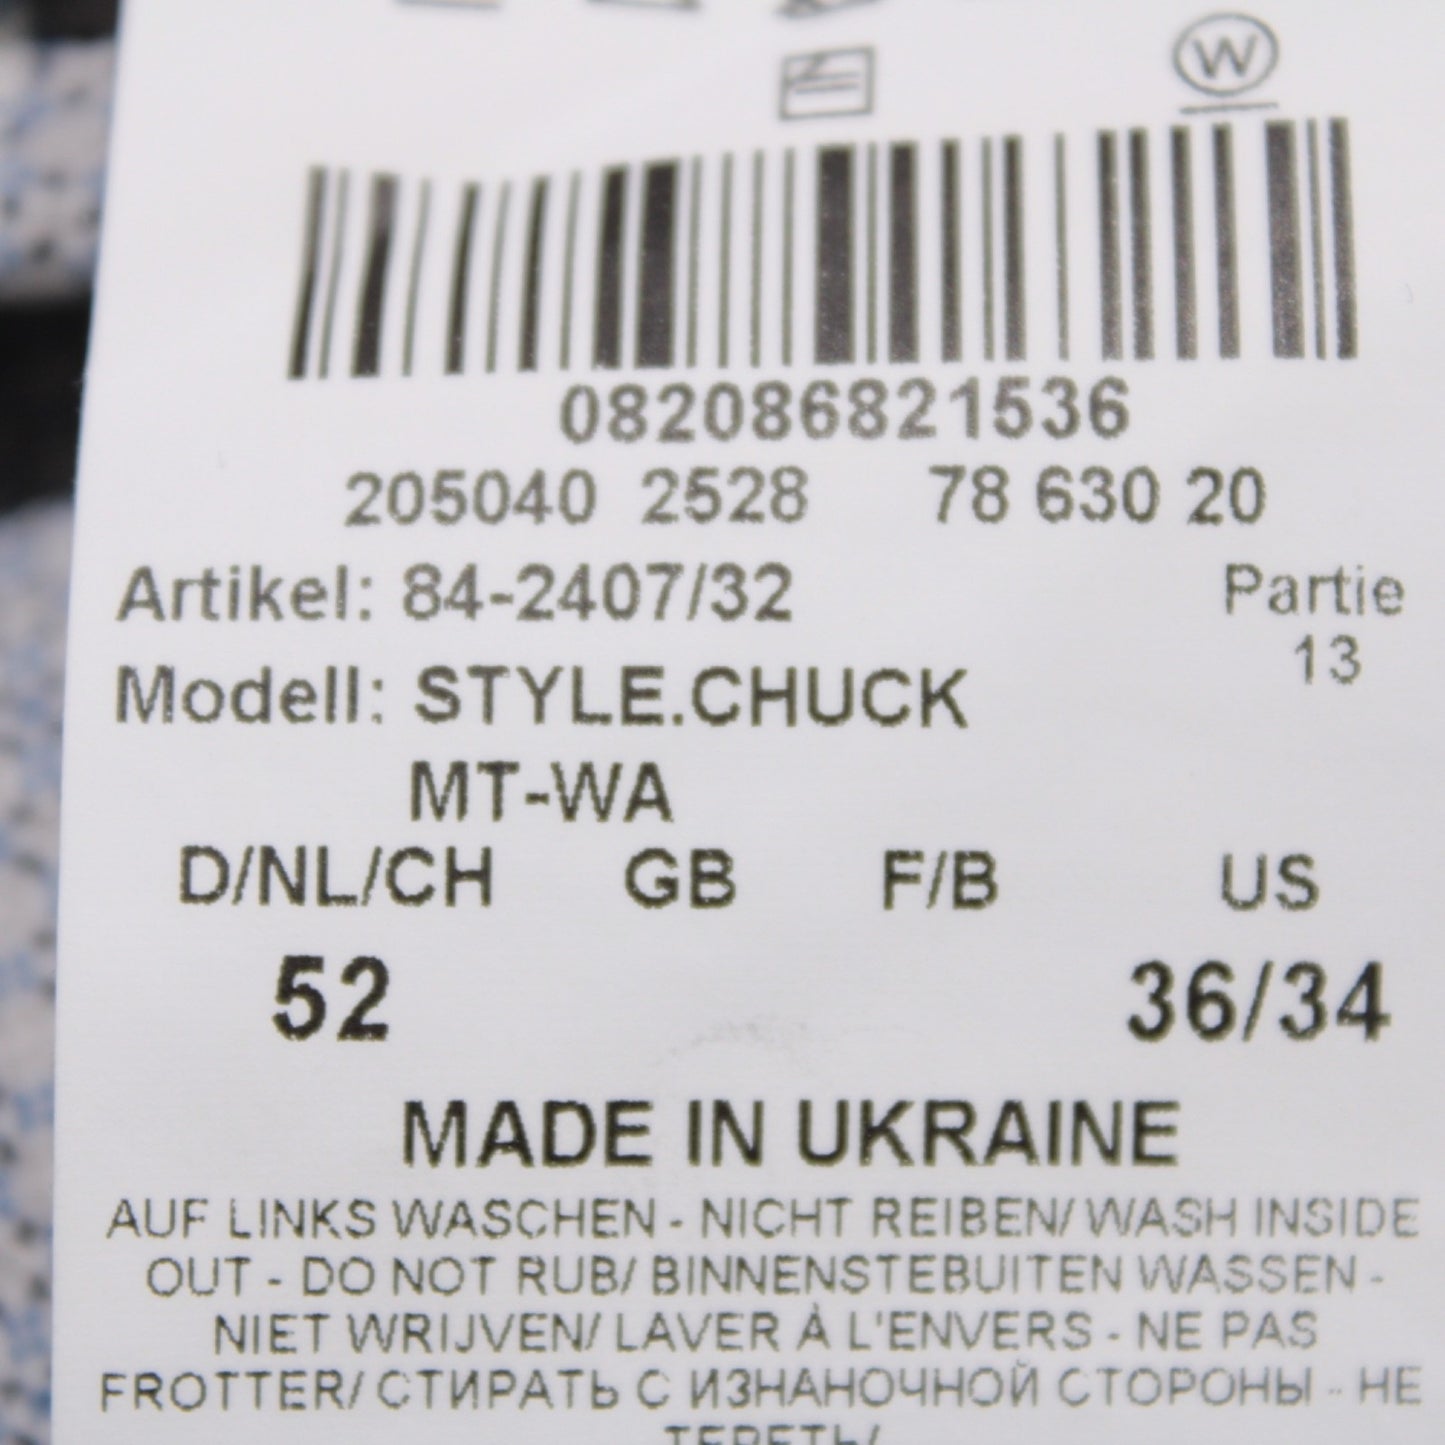 W
082086821536
205040 2528 78 630 20
Artikel: 84-2407/32 Partie
13
Modell: STYLE.CHUCK
MT-WA
D/NL/CH GB F/B US
52 36/34
MADE IN UKRAINE
AUF LINKS WASCHEN - NICHT REIBEN/ WASH INSIDE
OUT - DO NOT RUB/ BINNENSTEBUITEN WASSEN -
NIET WRIJVEN/ LAVER À L'ENVERS - NE PAS
FROTTER/ СТИРАТЬ С ИЗНАНОЧНОЙ СТОРОНЫ - НЕ
ТЕРЕТЬ/